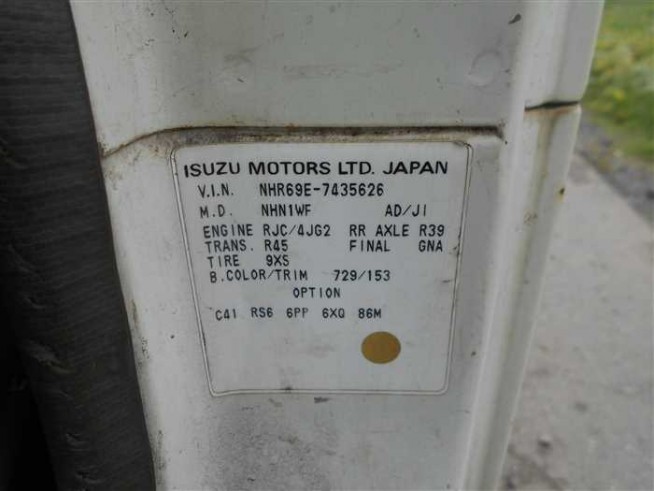 ISUZU MOTORS LTD. JAPAN
V.I.N. NHR69E-7435626
M.D. NHN1WF AD/JI
ENGINE RJC/4JG2 RR AXLE R39
TRANS. R45 FINAL GNA
TIRE 9XS
B.COLOR/TRIM 729/153
OPTION
C41 RS6 6PP 6XQ 86M